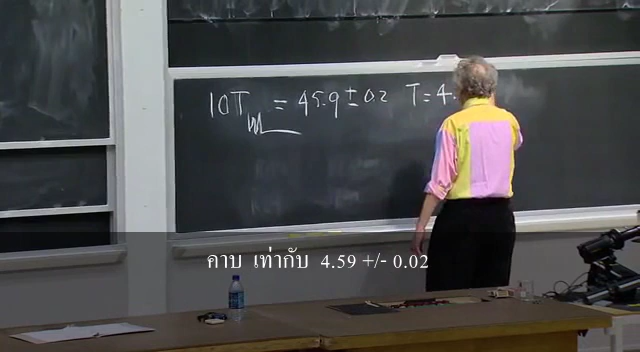 10T = 45.9 ± 0.2 T = 4.
คาบ เท่ากับ 4.59 +/- 0.02